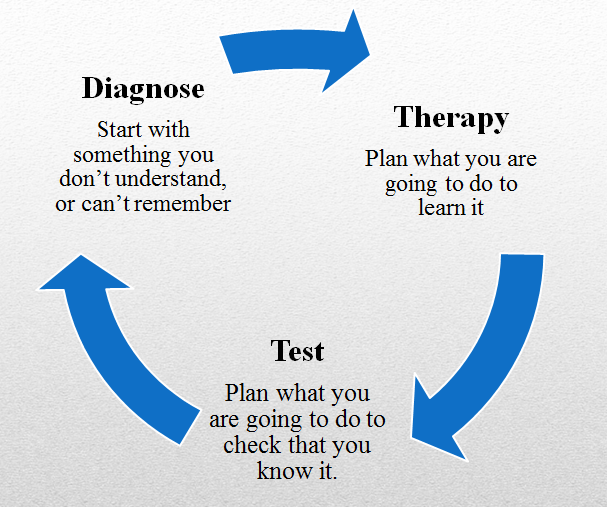 Diagnose
Start with
something you
don’t understand,
or can’t remember
Therapy
Plan what you are
going to do to
learn it
Test
Plan what you
are going to do to
check that you
know it.